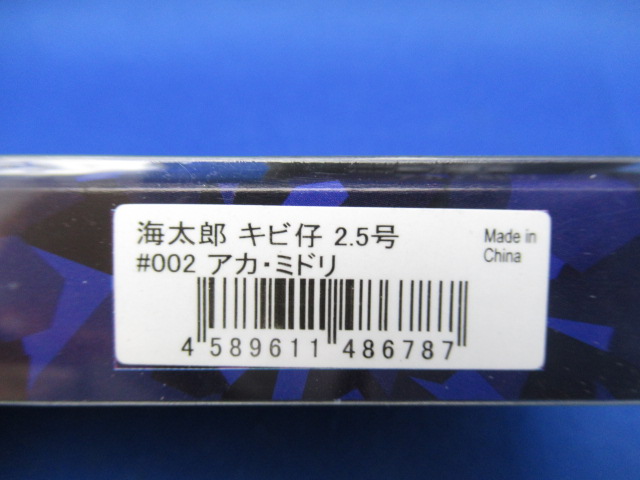 海太郎 キビ仔 2.5号
#002 アカ・ミドリ
Made in
China
4 589611 486787